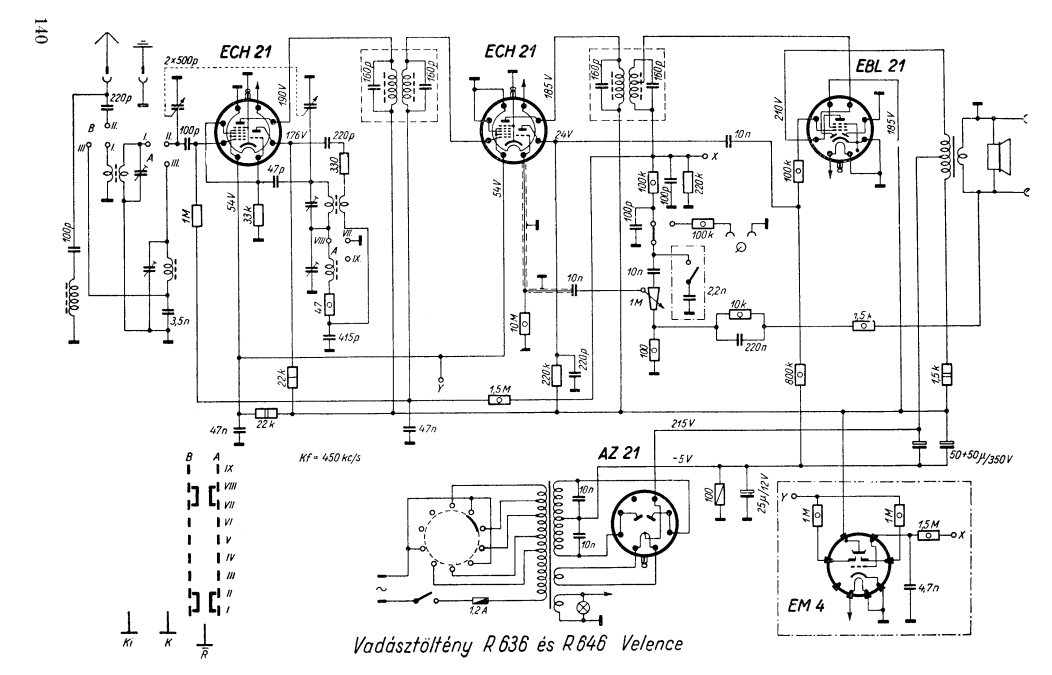 140
ECH 21
ECH 21
EBL 21
2×500p
220p
B
II.
III
I.
I.
A
II.
III.
100p
190V
176V
220p
330
47p
54V
33k
1M
100p
3,5n
VIII
A
VII.
IX.
47
415p
160p
160p
185V
24V
54V
160p
160p
10n
X
100k
100p
220k
100p
100k
10n
2,2n
1M
10n
10M
100
10k
220n
1,5k
210V
185V
100k
800k
1,5k
22k
22k
Y
1,5M
220k
220p
47n
47n
Kf = 450 kc/s
B
A
IX
VIII
VII
VI
V
IV
III
II
I
AZ 21
215V
-5V
10n
10n
100
25µ/12V
50+50µ/350V
~
1,2A
Y
1M
1M
1,5M
X
4,7n
EM 4
Ki
K
R
Vadásztöltény R 636 és R 646 Velence